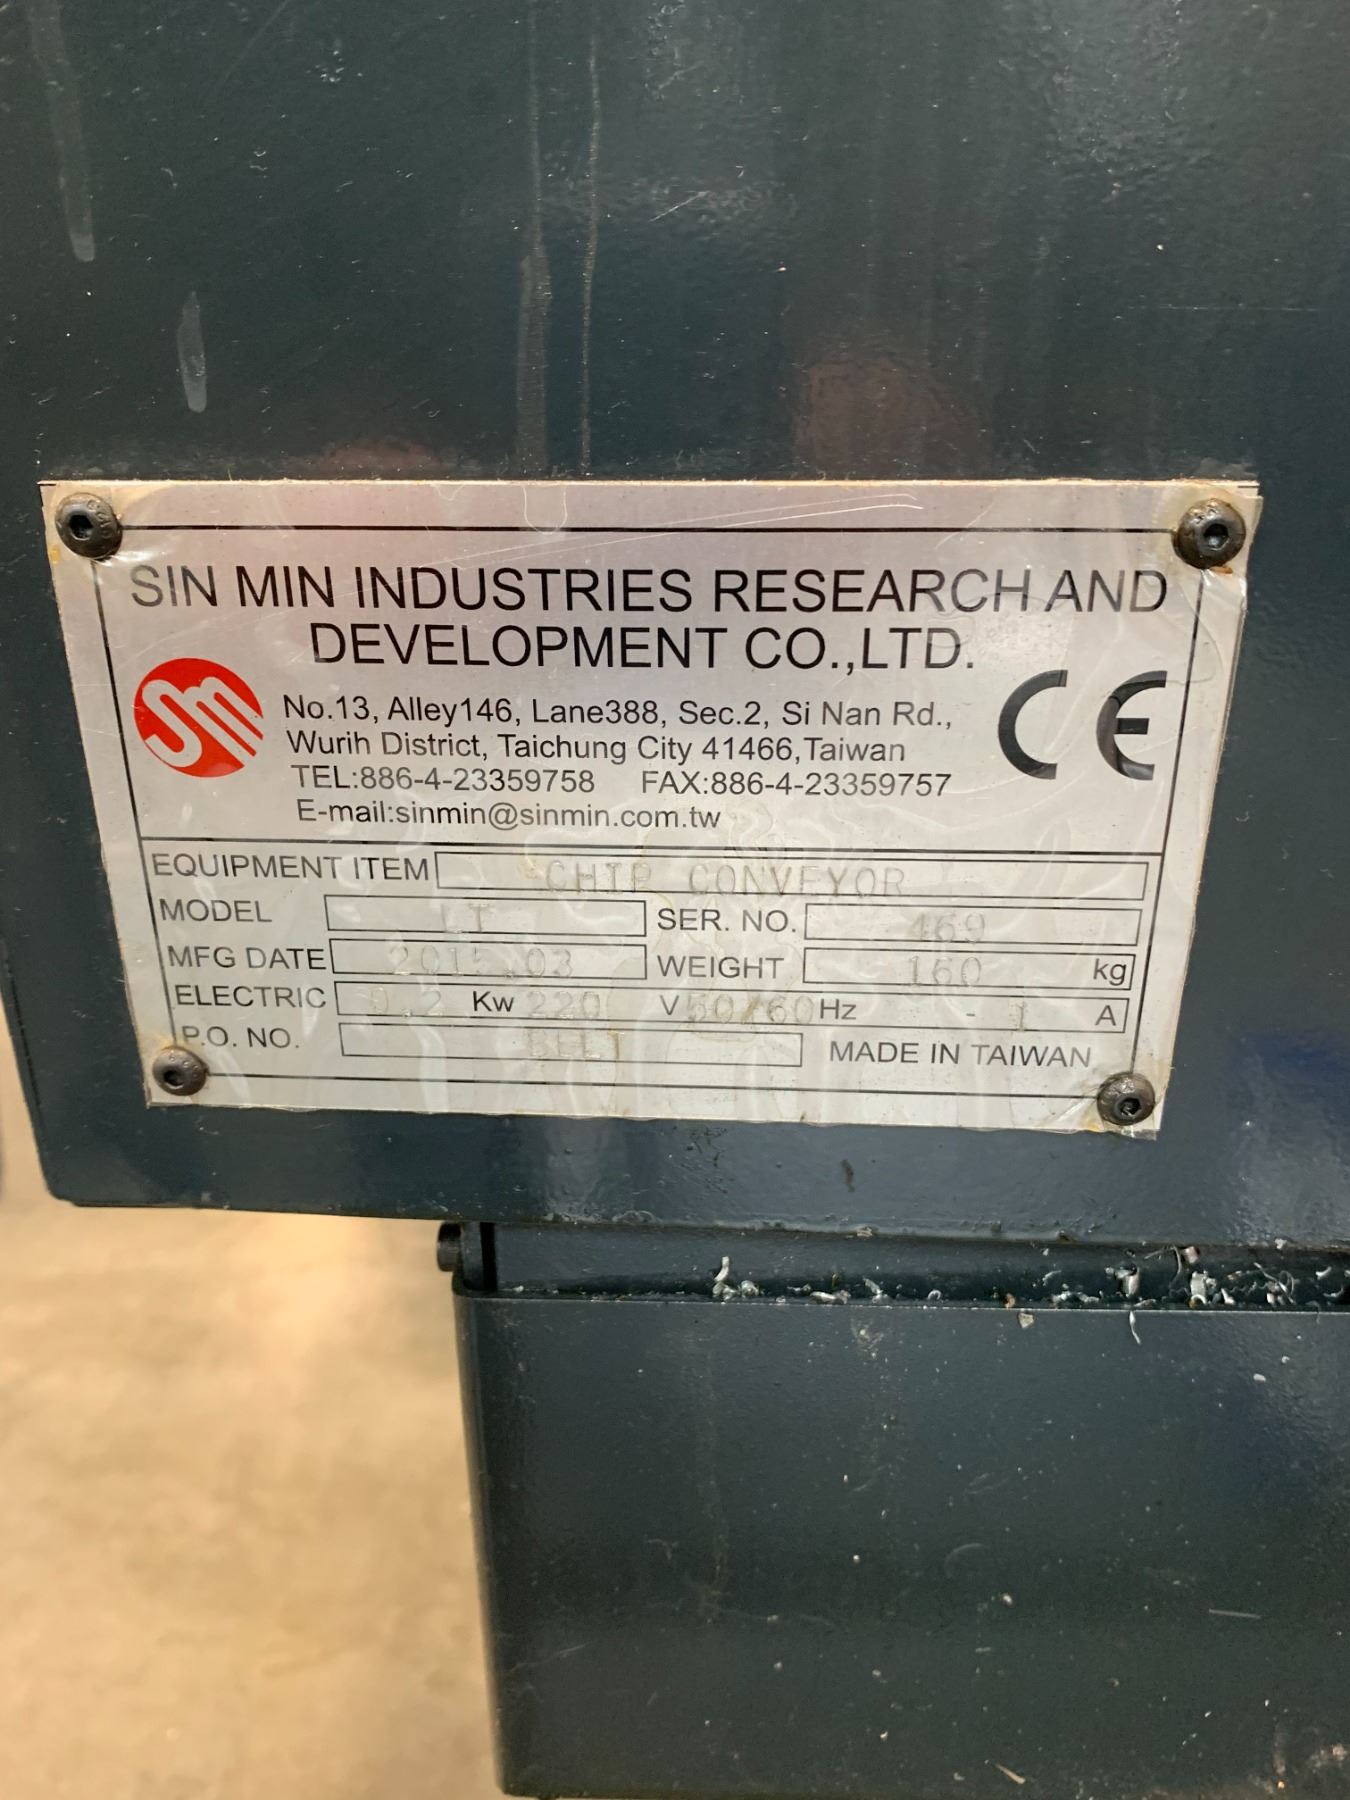 SIN MIN INDUSTRIES RESEARCH AND
DEVELOPMENT CO.,LTD.
No.13, Alley146, Lane388, Sec.2, Si Nan Rd.,
Wurih District, Taichung City 41466,Taiwan
TEL:886-4-23359758 FAX:886-4-23359757
E-mail:sinmin@sinmin.com.tw
CE
EQUIPMENT ITEM CHIP CONVEYOR
MODEL LT SER. NO. 469
MFG DATE 2015.03 WEIGHT 160 kg
ELECTRIC 0.2 Kw 220 V 50/60 Hz - 1 A
P.O. NO. BELT MADE IN TAIWAN